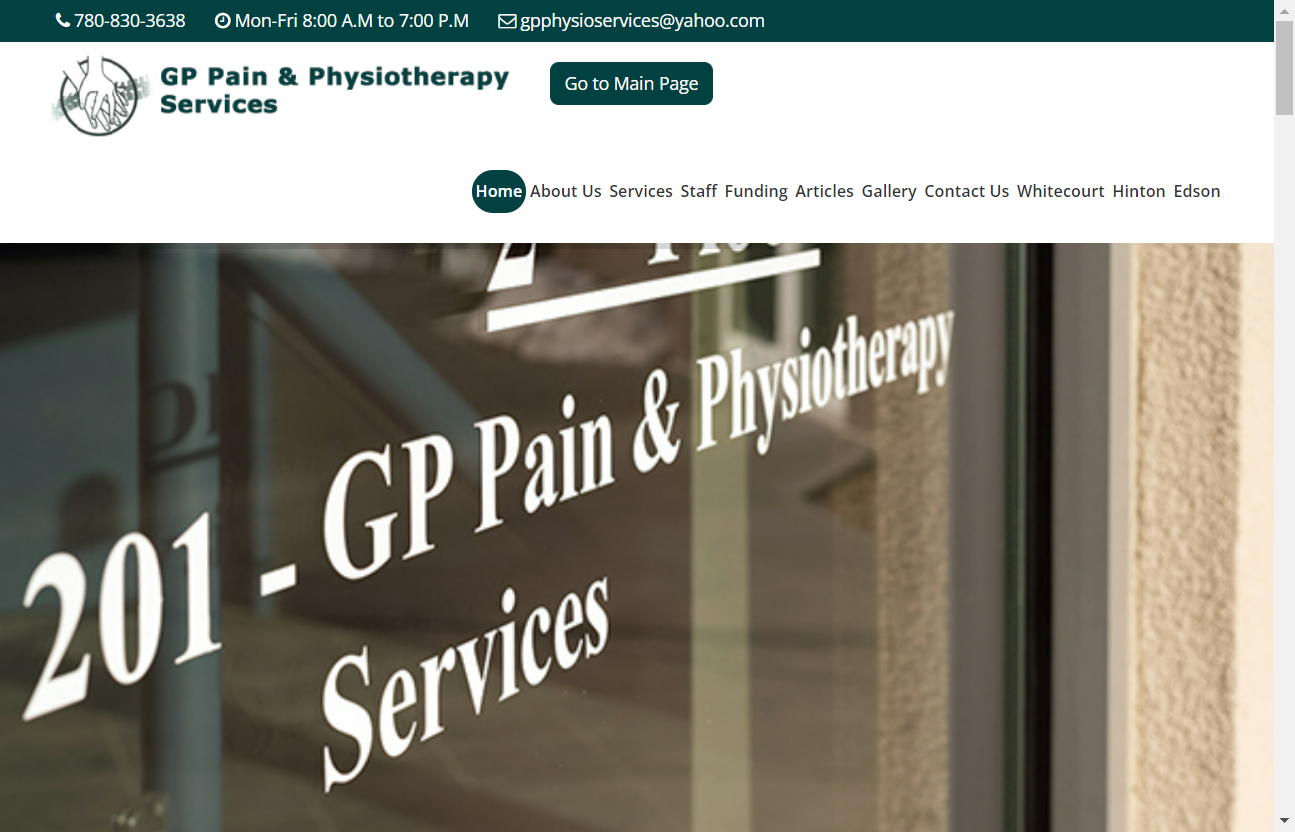 780-830-3638 Mon-Fri 8:00 A.M to 7:00 P.M gpphysioservices@yahoo.com
GP Pain & Physiotherapy
Services
Go to Main Page
Home About Us Services Staff Funding Articles Gallery Contact Us Whitecourt Hinton Edson
201 - GP Pain & Physiotherapy
Services